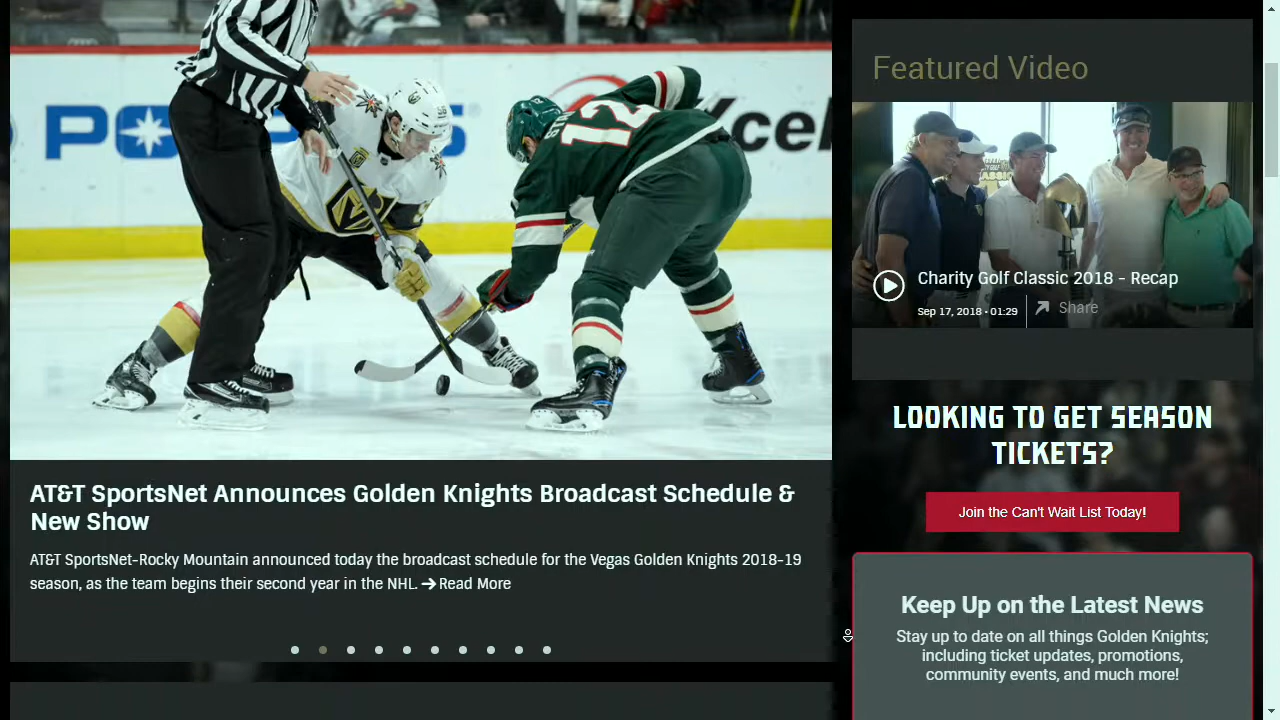 12
Xcel
AT&T SportsNet Announces Golden Knights Broadcast Schedule &
New Show
AT&T SportsNet-Rocky Mountain announced today the broadcast schedule for the Vegas Golden Knights 2018-19
season, as the team begins their second year in the NHL. ➔ Read More
Featured Video
Charity Golf Classic 2018 - Recap
Sep 17, 2018 • 01:29
Share
LOOKING TO GET SEASON
TICKETS?
Join the Can't Wait List Today!
Keep Up on the Latest News
Stay up to date on all things Golden Knights;
including ticket updates, promotions,
community events, and much more!